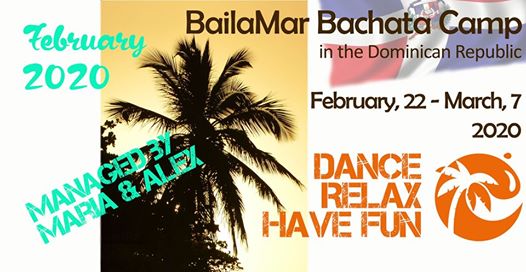 February
2020
BailaMar Bachata Camp
in the Dominican Republic
February, 22 - March, 7
2020
MANAGED BY
MARIA & ALEX
DANCE
RELAX
HAVE FUN